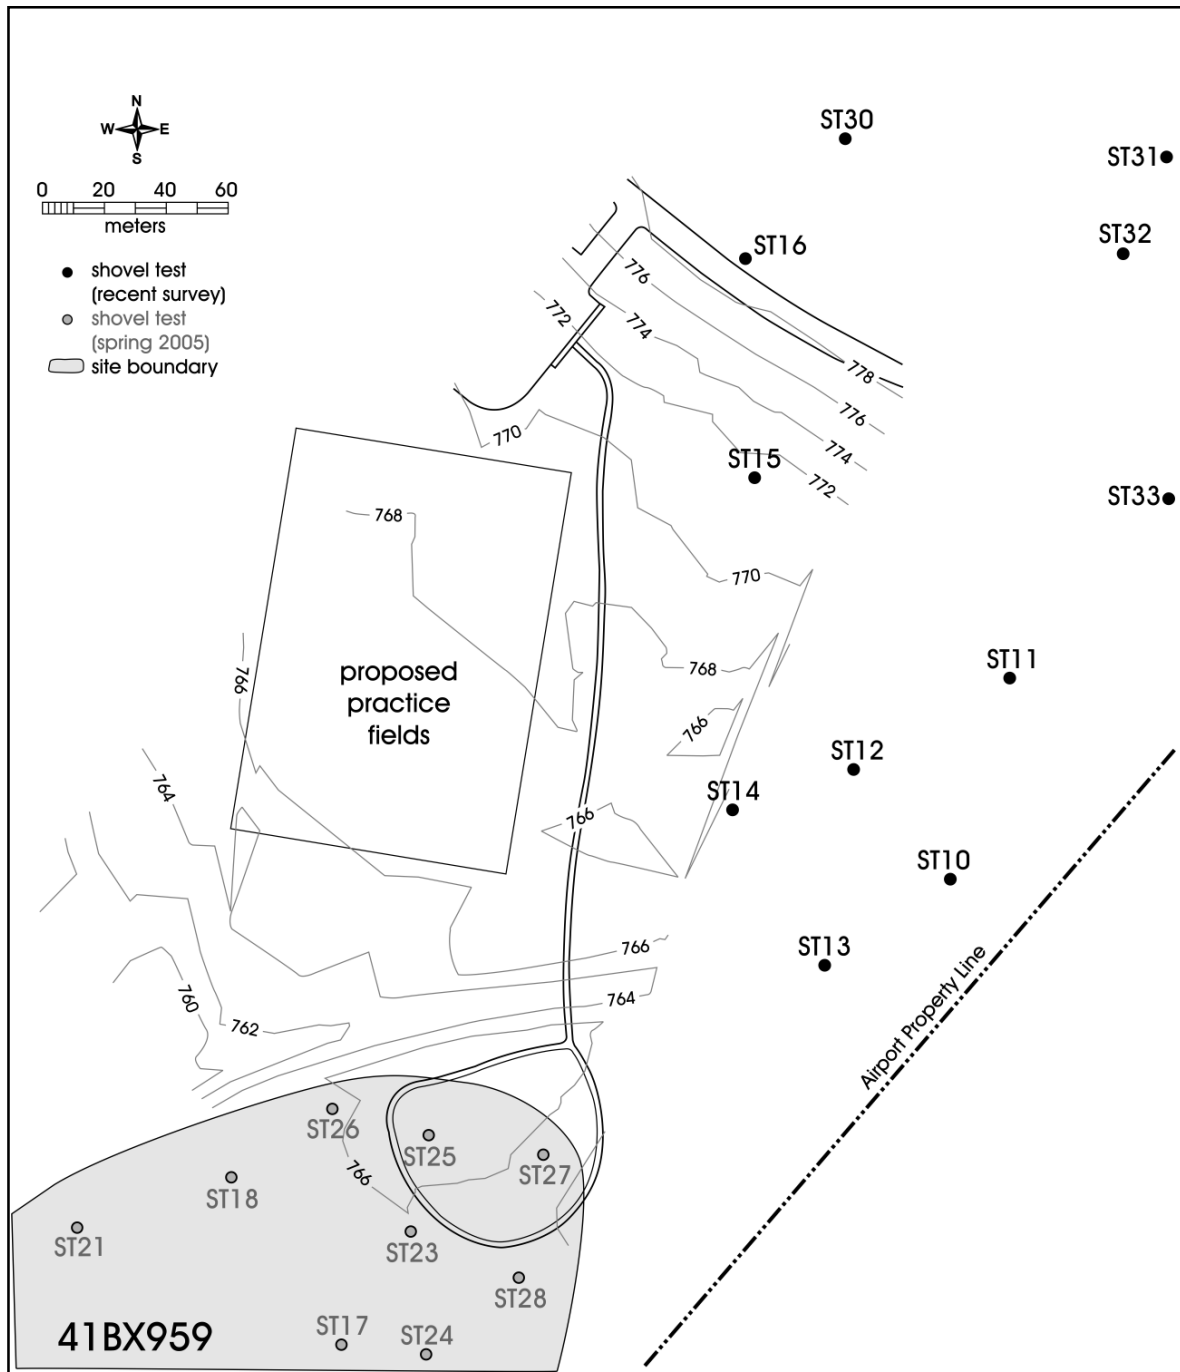 N
W E
S
0 20 40 60
meters
shovel test
(recent survey)
shovel test
(spring 2005)
site boundary
ST30
ST31
ST32
ST16
776
772
774
778
776
770
774
ST15
772
ST33
768
770
ST11
768
766
proposed
practice
fields
766
ST12
764
ST14
766
ST10
766
ST13
760
764
762
Airport Property Line
ST26
ST25
766
ST27
ST18
ST21
ST23
ST28
ST17
ST24
41BX959